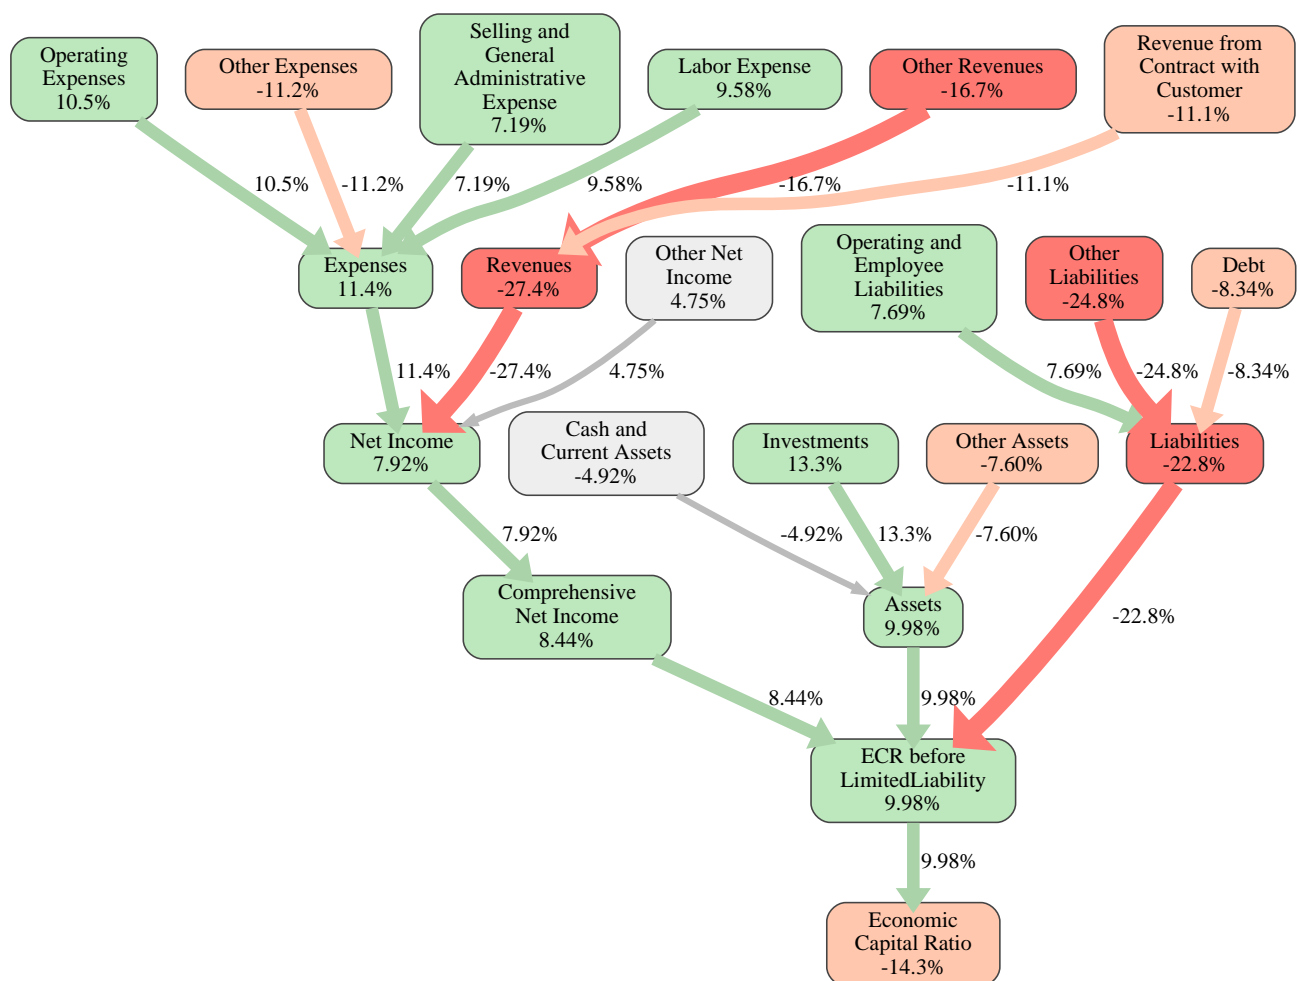 Operating
Expenses
10.5%
Other Expenses
-11.2%
Selling and
General
Administrative
Expense
7.19%
Labor Expense
9.58%
Other Revenues
-16.7%
Revenue from
Contract with
Customer
-11.1%
10.5%
-11.2%
7.19%
9.58%
-16.7%
-11.1%
Expenses
11.4%
Revenues
-27.4%
Other Net
Income
4.75%
Operating and
Employee
Liabilities
7.69%
Other
Liabilities
-24.8%
Debt
-8.34%
11.4%
-27.4%
4.75%
7.69%
-24.8%
-8.34%
Net Income
7.92%
Cash and
Current Assets
-4.92%
Investments
13.3%
Other Assets
-7.60%
Liabilities
-22.8%
7.92%
-4.92%
13.3%
-7.60%
-22.8%
Comprehensive
Net Income
8.44%
Assets
9.98%
8.44%
9.98%
ECR before
LimitedLiability
9.98%
9.98%
Economic
Capital Ratio
-14.3%